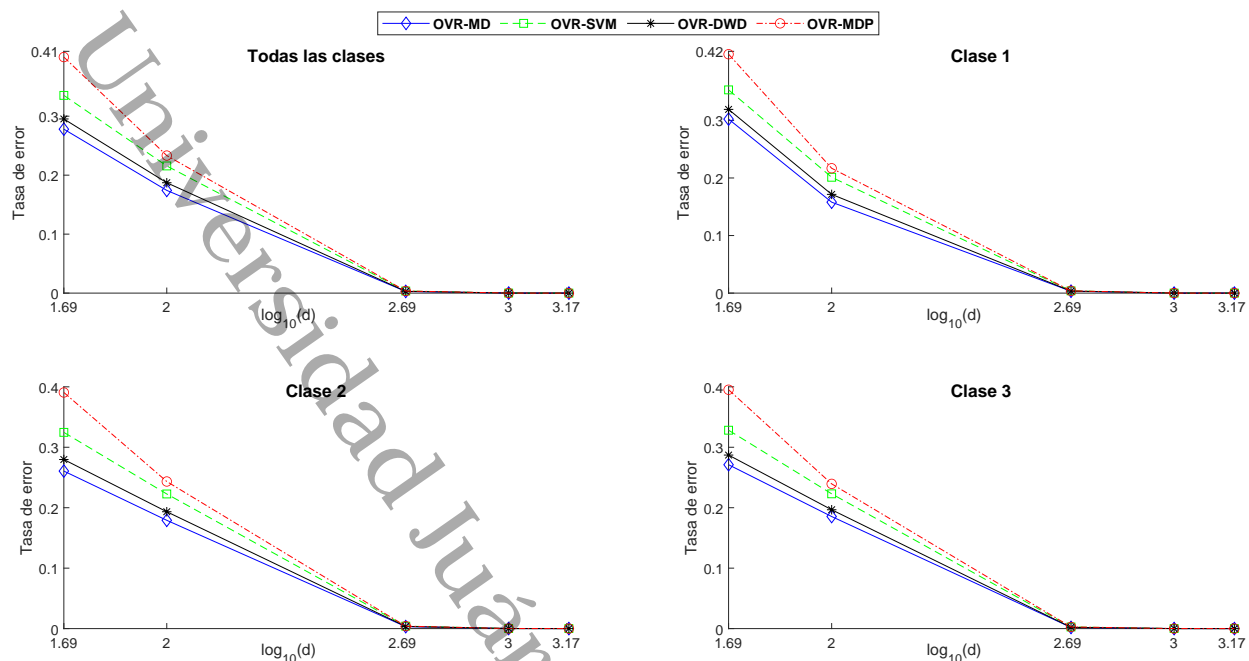 OVR-MD OVR-SVM OVR-DWD OVR-MDP
Todas las clases
0.41
0.3
0.2
0.1
0
Tasa de error
1.69 2 2.69 3 3.17
log10(d)
Clase 1
0.42
0.3
0.2
0.1
0
Tasa de error
1.69 2 2.69 3 3.17
log10(d)
Clase 2
0.4
0.3
0.2
0.1
0
Tasa de error
1.69 2 2.69 3 3.17
log10(d)
Clase 3
0.4
0.3
0.2
0.1
0
Tasa de error
1.69 2 2.69 3 3.17
log10(d)
Universidad Juár